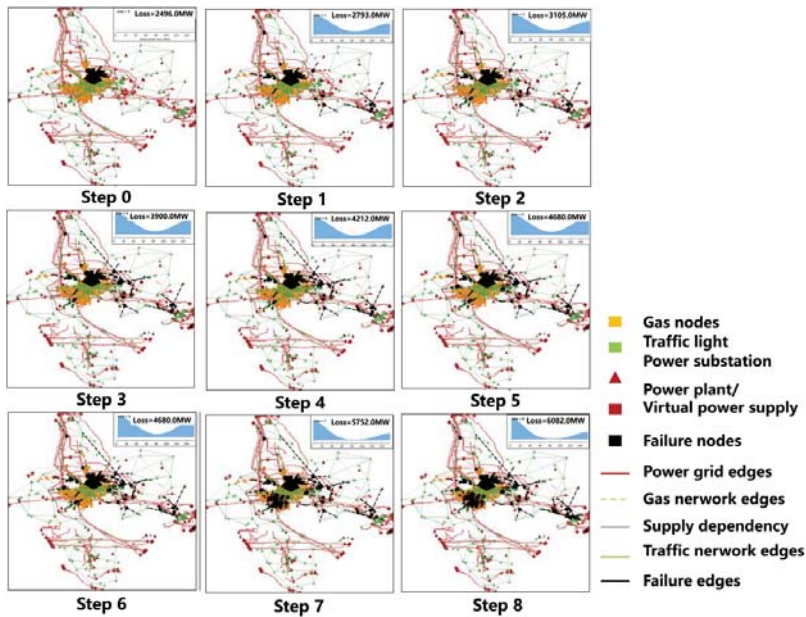 Loss=2496.0MW
Loss=2793.0MW
Loss=3105.0MW
Step 0
Step 1
Step 2
Loss=3900.0MW
Loss=4212.0MW
Loss=4680.0MW
Step 3
Step 4
Step 5
Loss=4680.0MW
Loss=5752.0MW
Loss=6082.0MW
Step 6
Step 7
Step 8
Gas nodes
Traffic light
Power substation
Power plant/
Virtual power supply
Failure nodes
Power grid edges
Gas nerwork edges
Supply dependency
Traffic nerwork edges
Failure edges